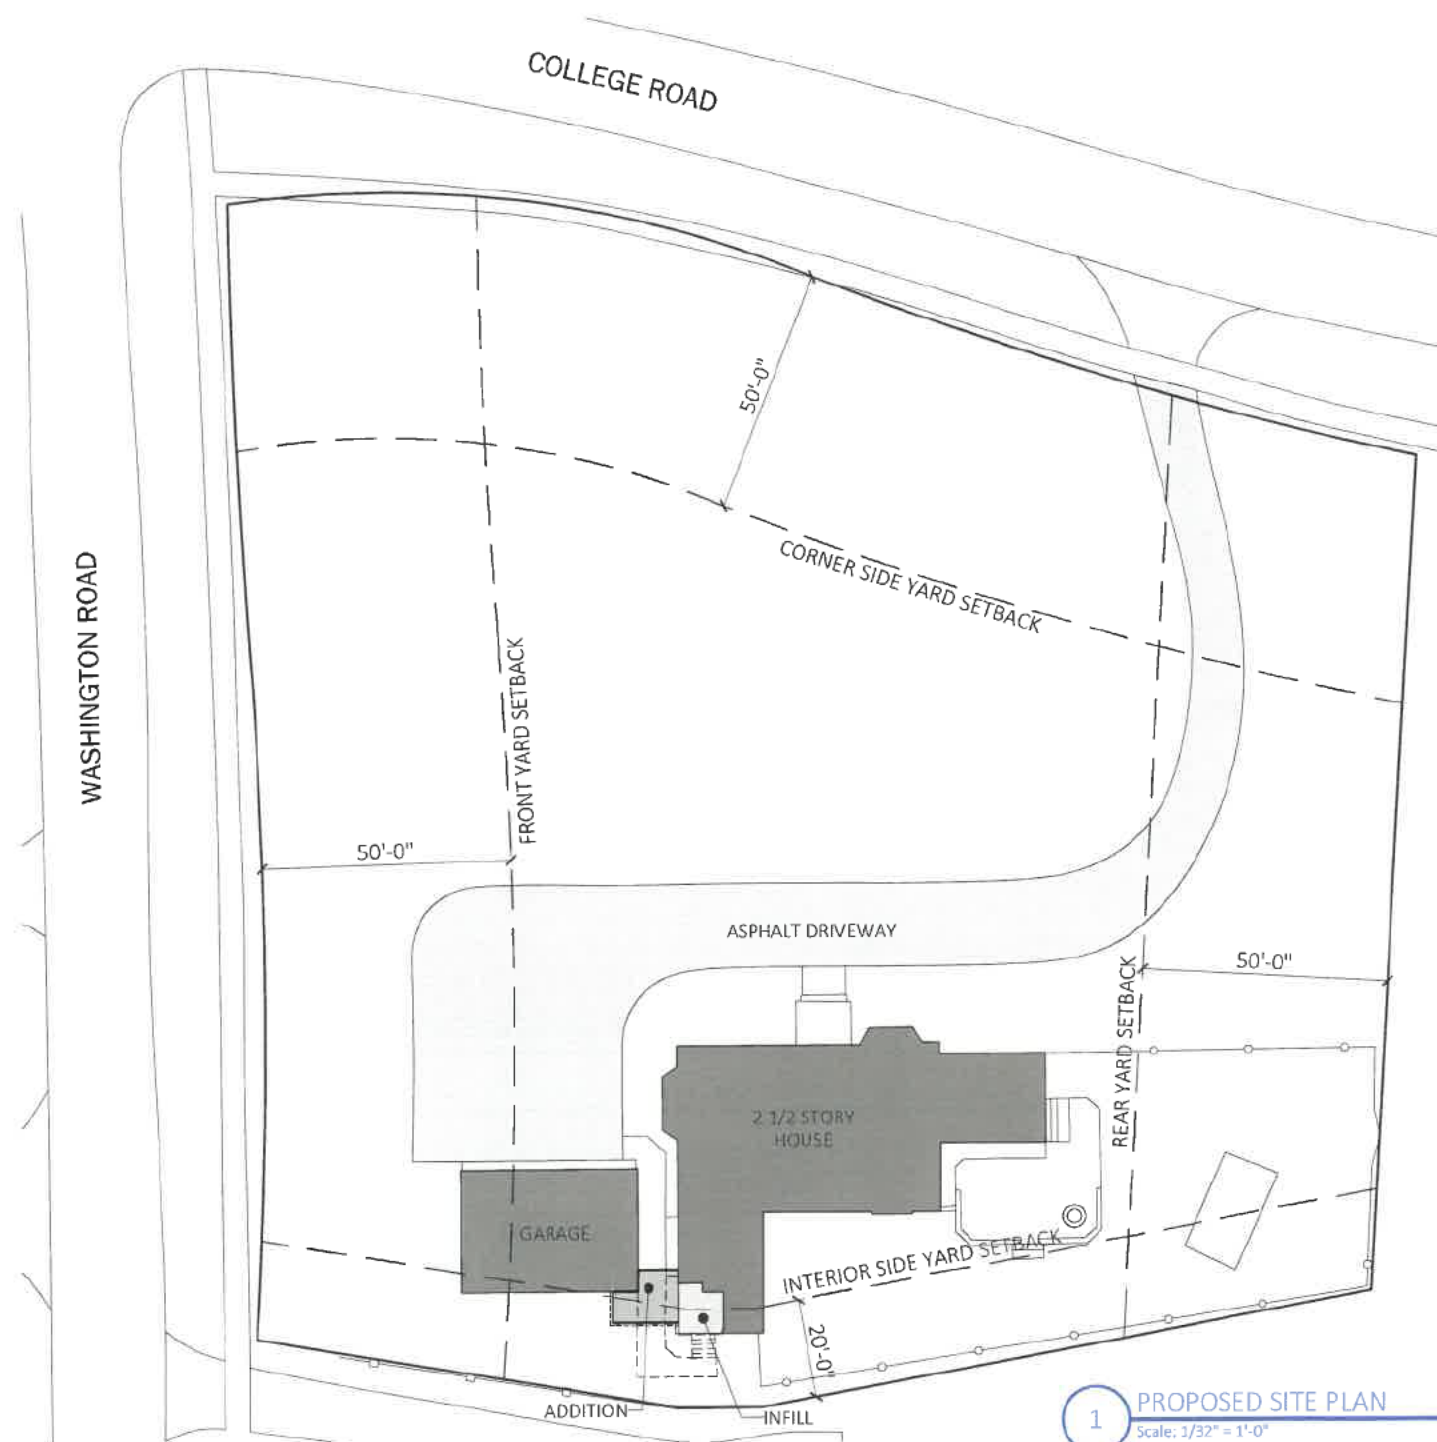 COLLEGE ROAD
50'-0"
CORNER SIDE YARD SETBACK
WASHINGTON ROAD
FRONT YARD SETBACK
50'-0"
ASPHALT DRIVEWAY
50'-0"
REAR YARD SETBACK
2 1/2 STORY
HOUSE
GARAGE
INTERIOR SIDE YARD SETBACK
20'-0"
ADDITION
INFILL
1
PROPOSED SITE PLAN
Scale: 1/32" = 1'-0"